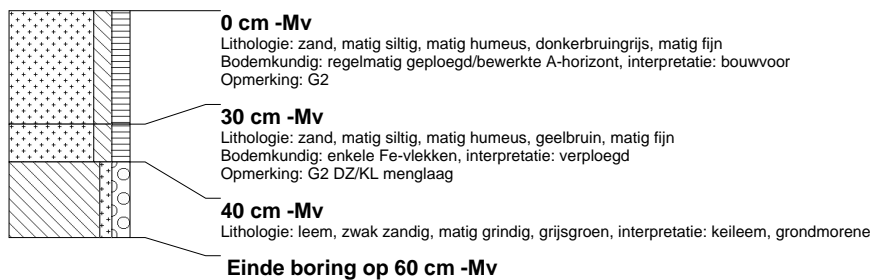 0 cm -Mv
Lithologie: zand, matig siltig, matig humeus, donkerbruingrijs, matig fijn
Bodemkundig: regelmatig geploegd/bewerkte A-horizont, interpretatie: bouwvoor
Opmerking: G2
30 cm -Mv
Lithologie: zand, matig siltig, matig humeus, geelbruin, matig fijn
Bodemkundig: enkele Fe-vlekken, interpretatie: verploegd
Opmerking: G2 DZ/KL menglaag
40 cm -Mv
Lithologie: leem, zwak zandig, matig grindig, grijsgroen, interpretatie: keileem, grondmorene
Einde boring op 60 cm -Mv